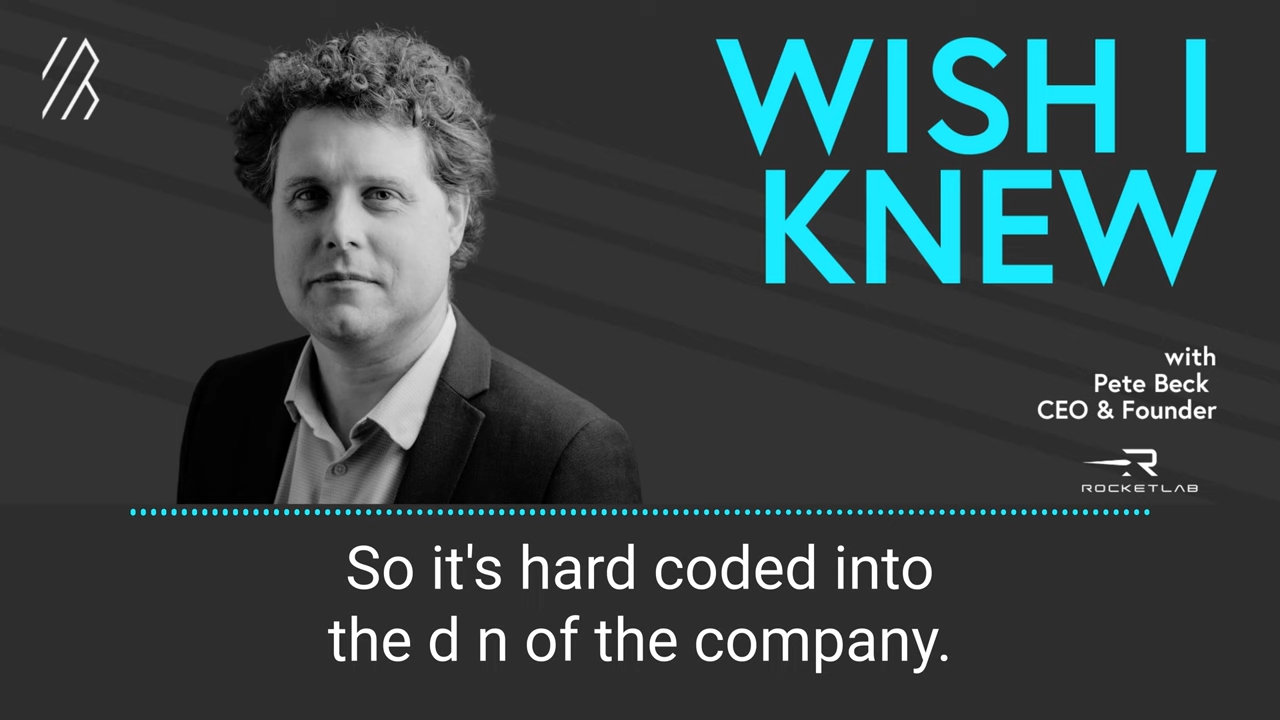 WISH I
KNEW
with
Pete Beck
CEO & Founder
ROCKETLAB
So it's hard coded into
the d n of the company.